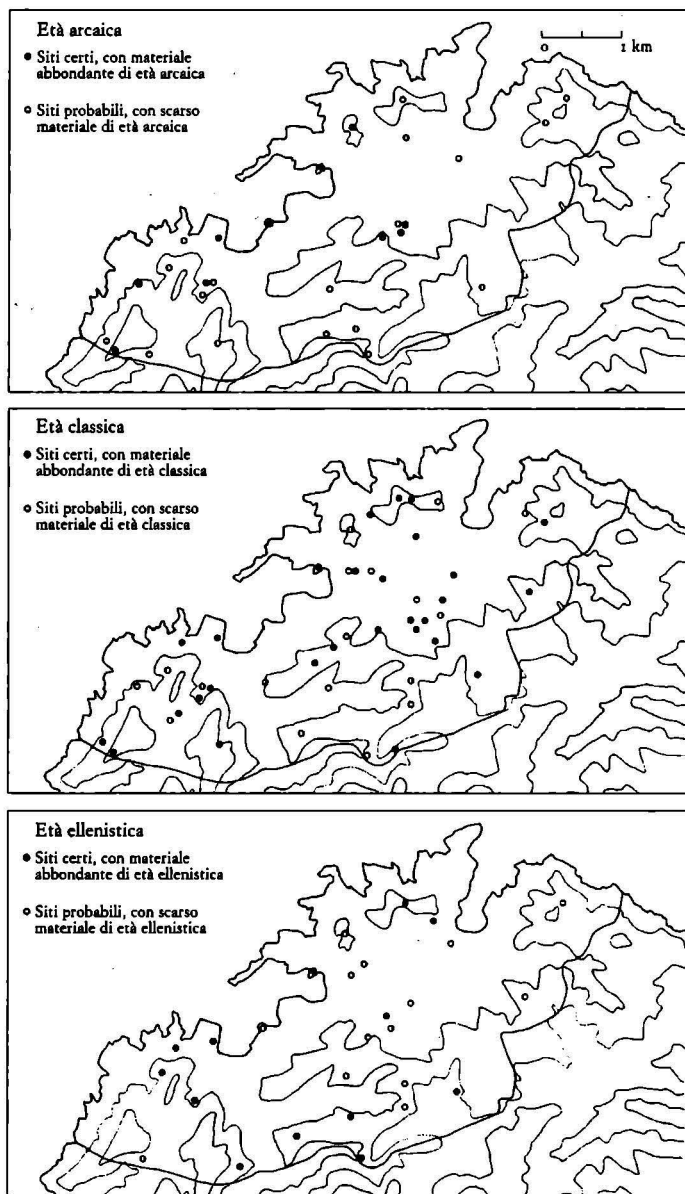 Età arcaica
Siti certi, con materiale
abbondante di età arcaica
Siti probabili, con scarso
materiale di età arcaica
0 1 km
Età classica
Siti certi, con materiale
abbondante di età classica
Siti probabili, con scarso
materiale di età classica
Età ellenistica
Siti certi, con materiale
abbondante di età ellenistica
Siti probabili, con scarso
materiale di età ellenistica